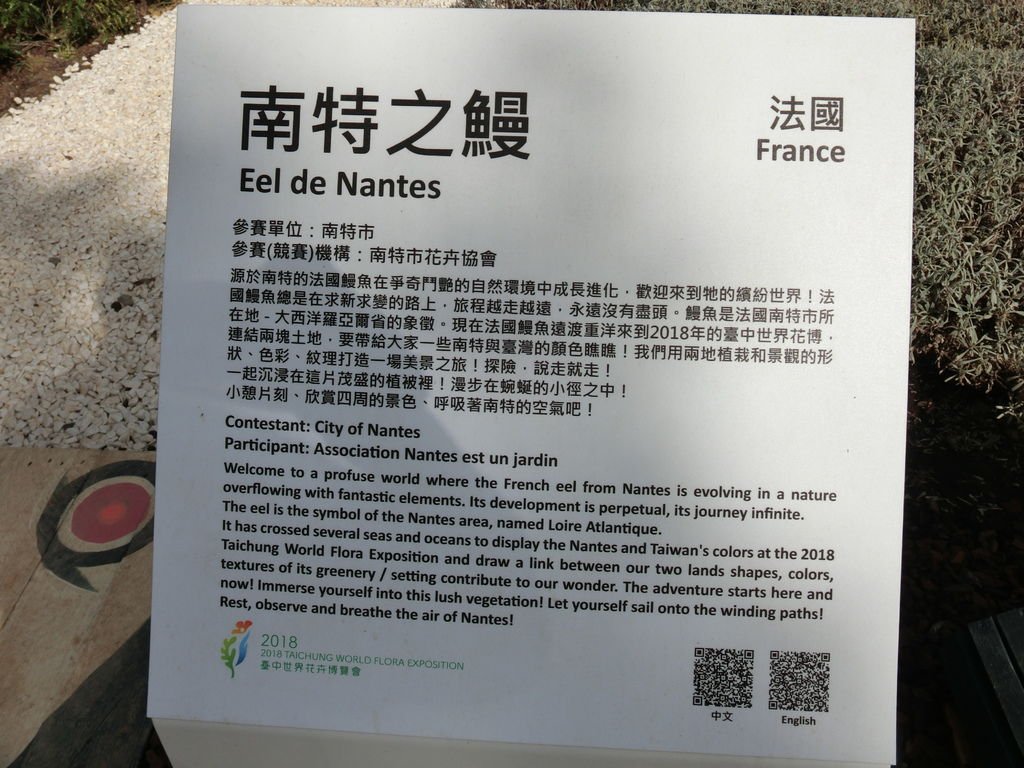 南特之鰻
Eel de Nantes
法國
France
參賽單位：南特市
參賽(競賽)機構：南特市花卉協會
源於南特的法國鰻魚在爭奇鬥艷的自然環境中成長進化，歡迎來到牠的繽紛世界！法
國鰻魚總是在求新求變的路上，旅程越走越遠，永遠沒有盡頭。鰻魚是法國南特市所
在地 - 大西洋羅亞爾省的象徵。現在法國鰻魚遠渡重洋來到2018年的臺中世界花博，
連結兩塊土地，要帶給大家一些南特與臺灣的顏色瞧瞧！我們用兩地植栽和景觀的形
狀、色彩、紋理打造一場美景之旅！探險，說走就走！
一起沉浸在這片茂盛的植被裡！漫步在蜿蜒的小徑之中！
小憩片刻、欣賞四周的景色、呼吸著南特的空氣吧！
Contestant: City of Nantes
Participant: Association Nantes est un jardin
Welcome to a profuse world where the French eel from Nantes is evolving in a nature
overflowing with fantastic elements. Its development is perpetual, its journey infinite.
The eel is the symbol of the Nantes area, named Loire Atlantique.
It has crossed several seas and oceans to display the Nantes and Taiwan's colors at the 2018
Taichung World Flora Exposition and draw a link between our two lands shapes, colors,
textures of its greenery / setting contribute to our wonder. The adventure starts here and
now! Immerse yourself into this lush vegetation! Let yourself sail onto the winding paths!
Rest, observe and breathe the air of Nantes!
2018
2018 TAICHUNG WORLD FLORA EXPOSITION
臺中世界花卉博覽會
中文
English